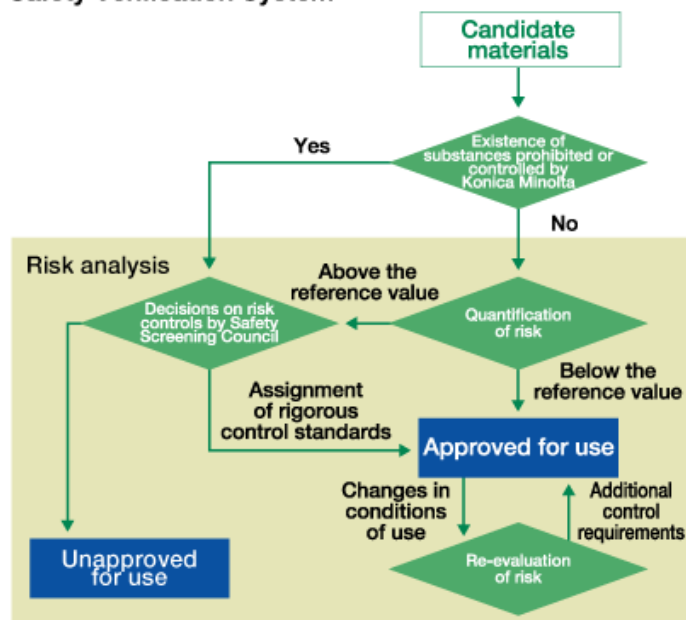 Candidate
materials
Existence of
substances prohibited or
controlled by
Konica Minolta
Yes
No
Risk analysis
Above the
reference value
Decisions on risk
controls by Safety
Screening Council
Quantification
of risk
Below the
reference value
Assignment
of rigorous
control standards
Approved for use
Changes in
conditions
of use
Additional
control
requirements
Unapproved
for use
Re-evaluation
of risk